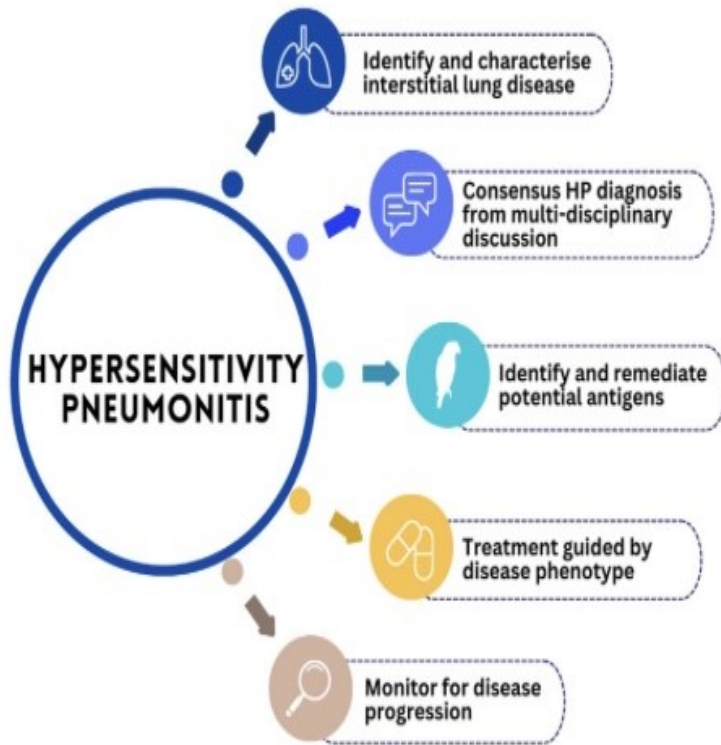 Identify and characterise
interstitial lung disease
Consensus HP diagnosis
from multi-disciplinary
discussion
HYPERSENSITIVITY
PNEUMONITIS
Identify and remediate
potential antigens
Treatment guided by
disease phenotype
Monitor for disease
progression